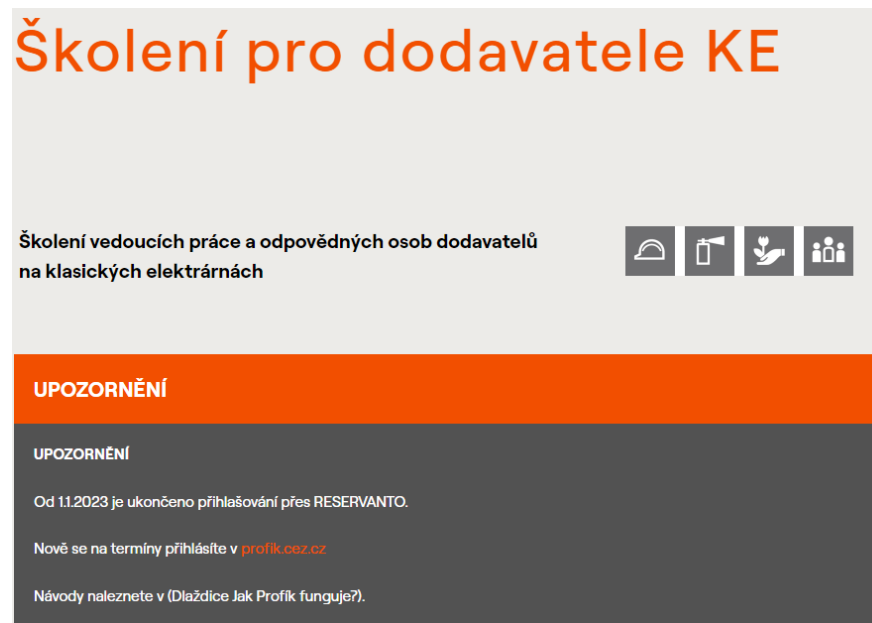 Školení pro dodavatele KE
Školení vedoucích práce a odpovědných osob dodavatelů
na klasických elektrárnách
UPOZORNĚNÍ
UPOZORNĚNÍ
Od 1.1.2023 je ukončeno přihlašování přes RESERVANTO.
Nově se na termíny přihlásíte v profik.cez.cz
Návody naleznete v (Dlaždice Jak Profík funguje?).